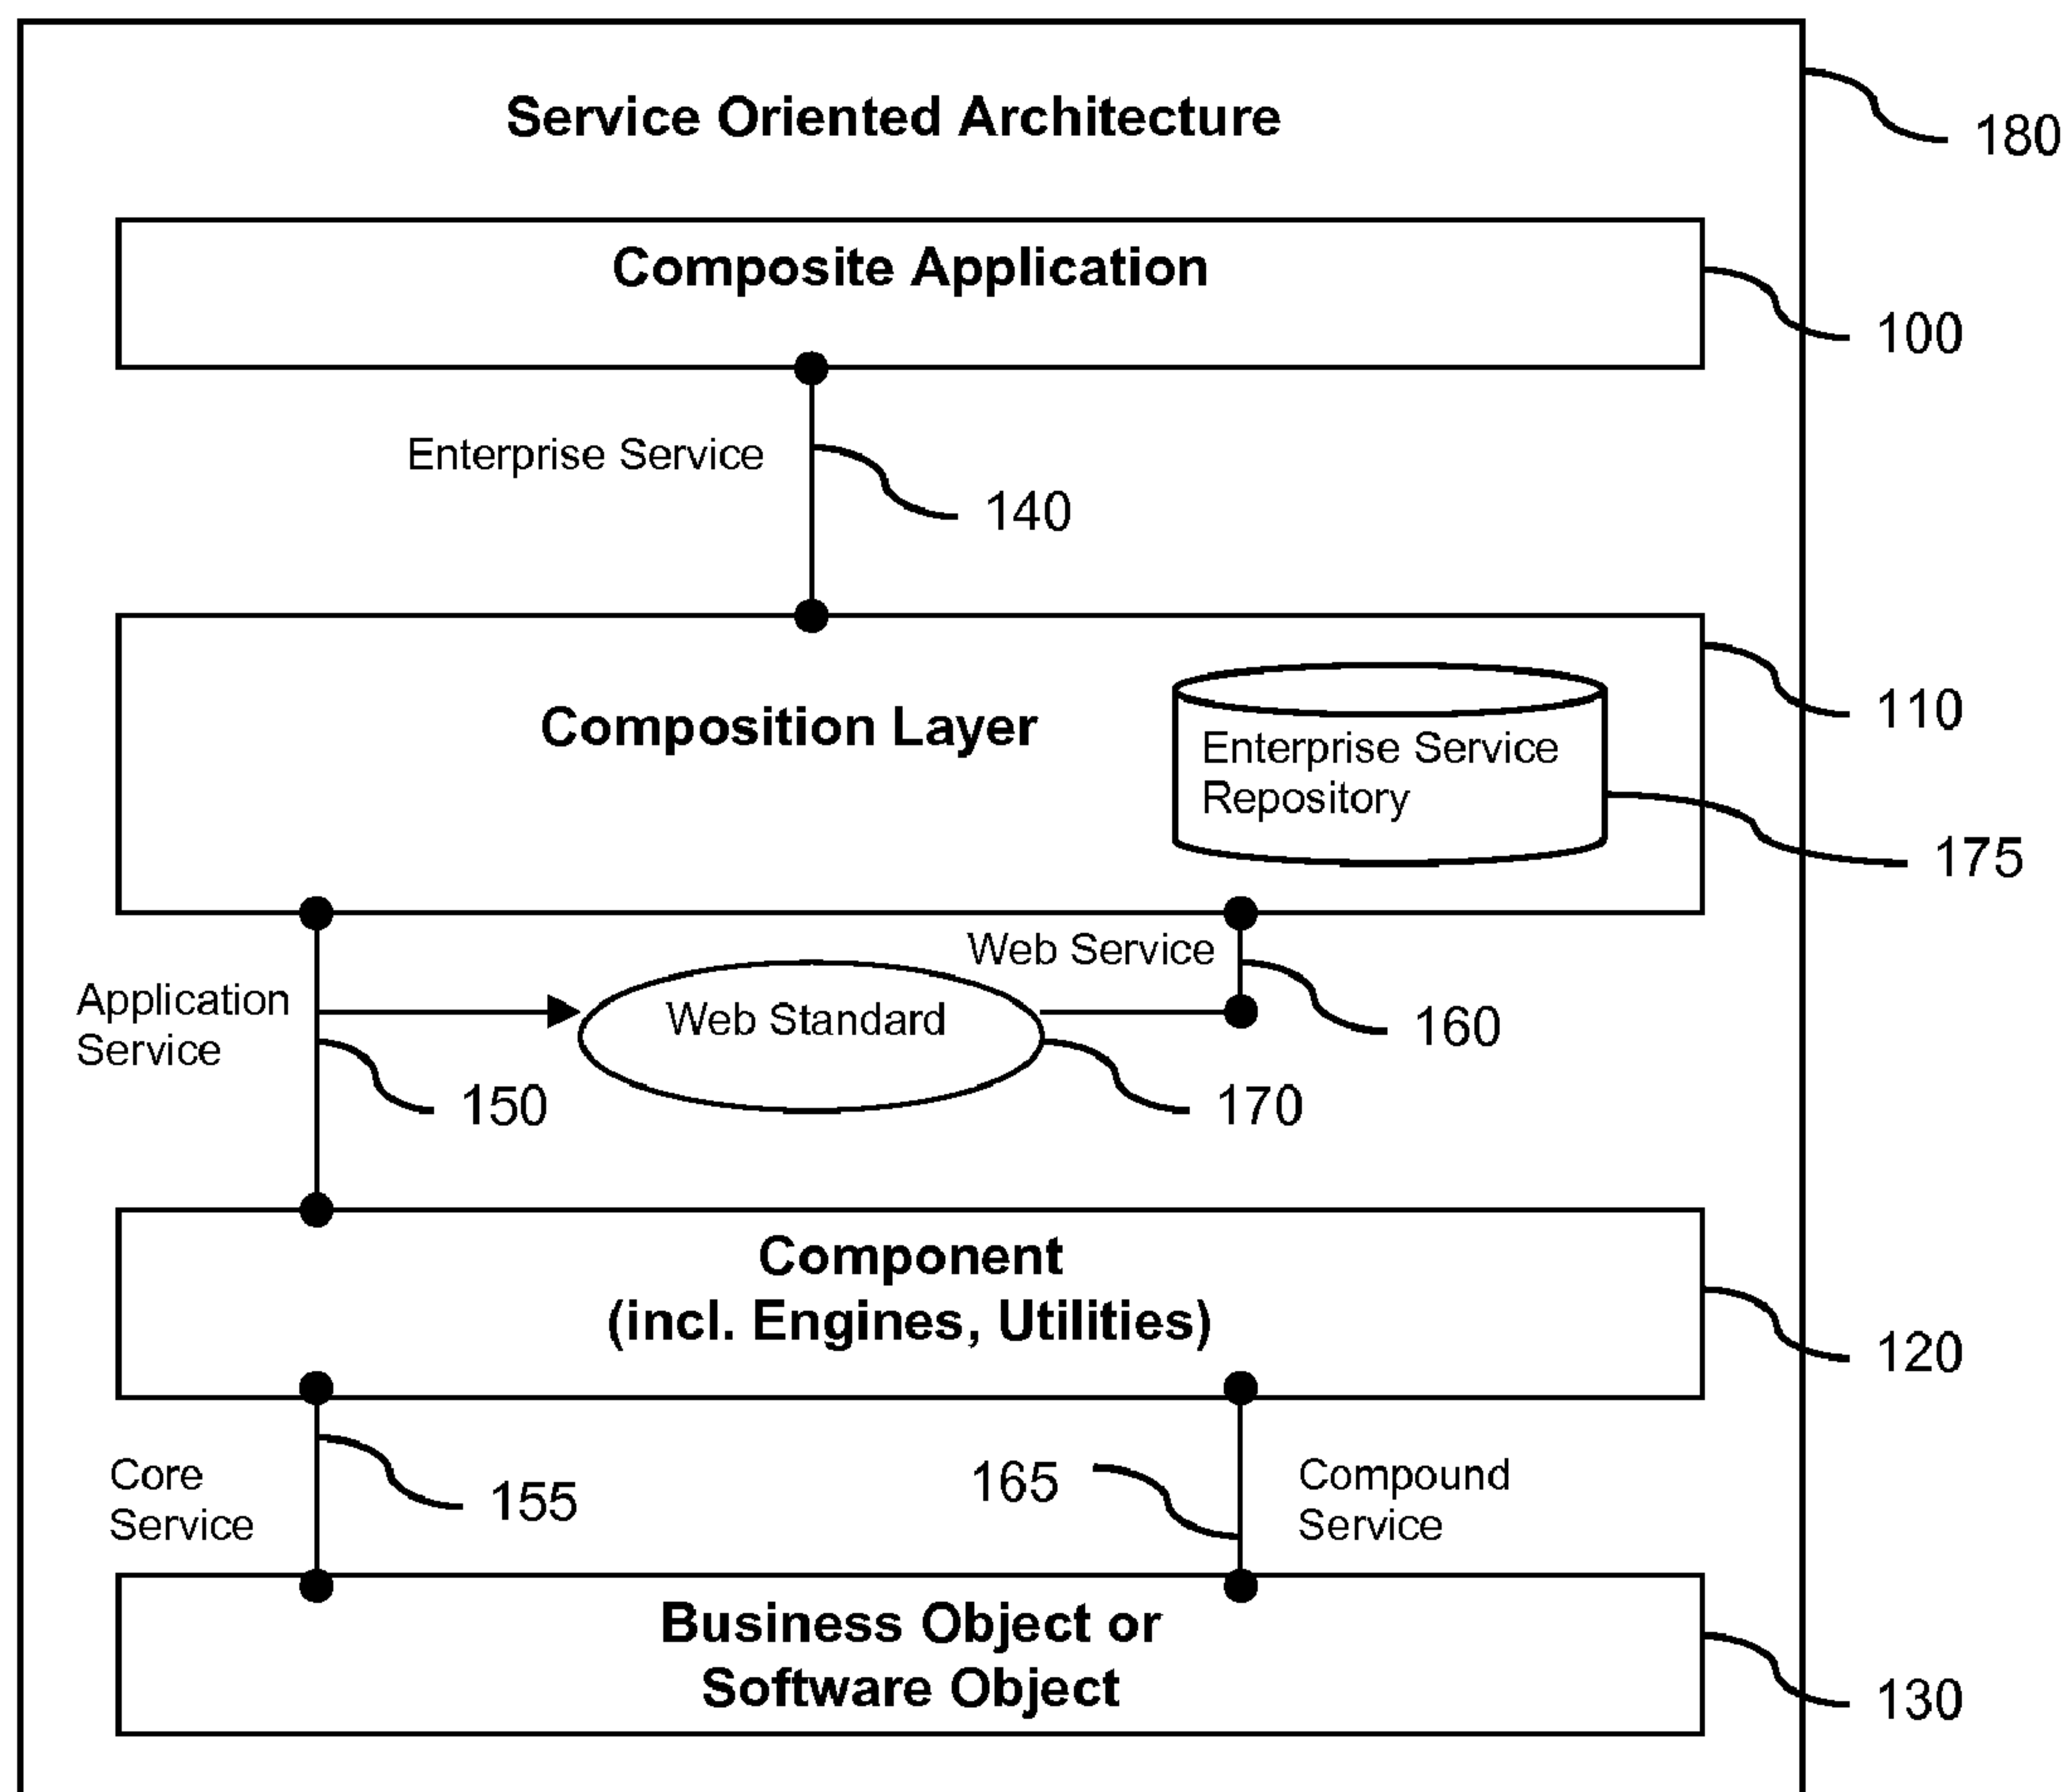 Service Oriented Architecture
180
Composite Application
100
Enterprise Service
140
110
Composition Layer
Enterprise Service
Repository
175
Web Service
Application
Service
Web Standard
160
150
170
Component
(incl. Engines, Utilities)
120
Core
Service
155
165
Compound
Service
Business Object or
Software Object
130